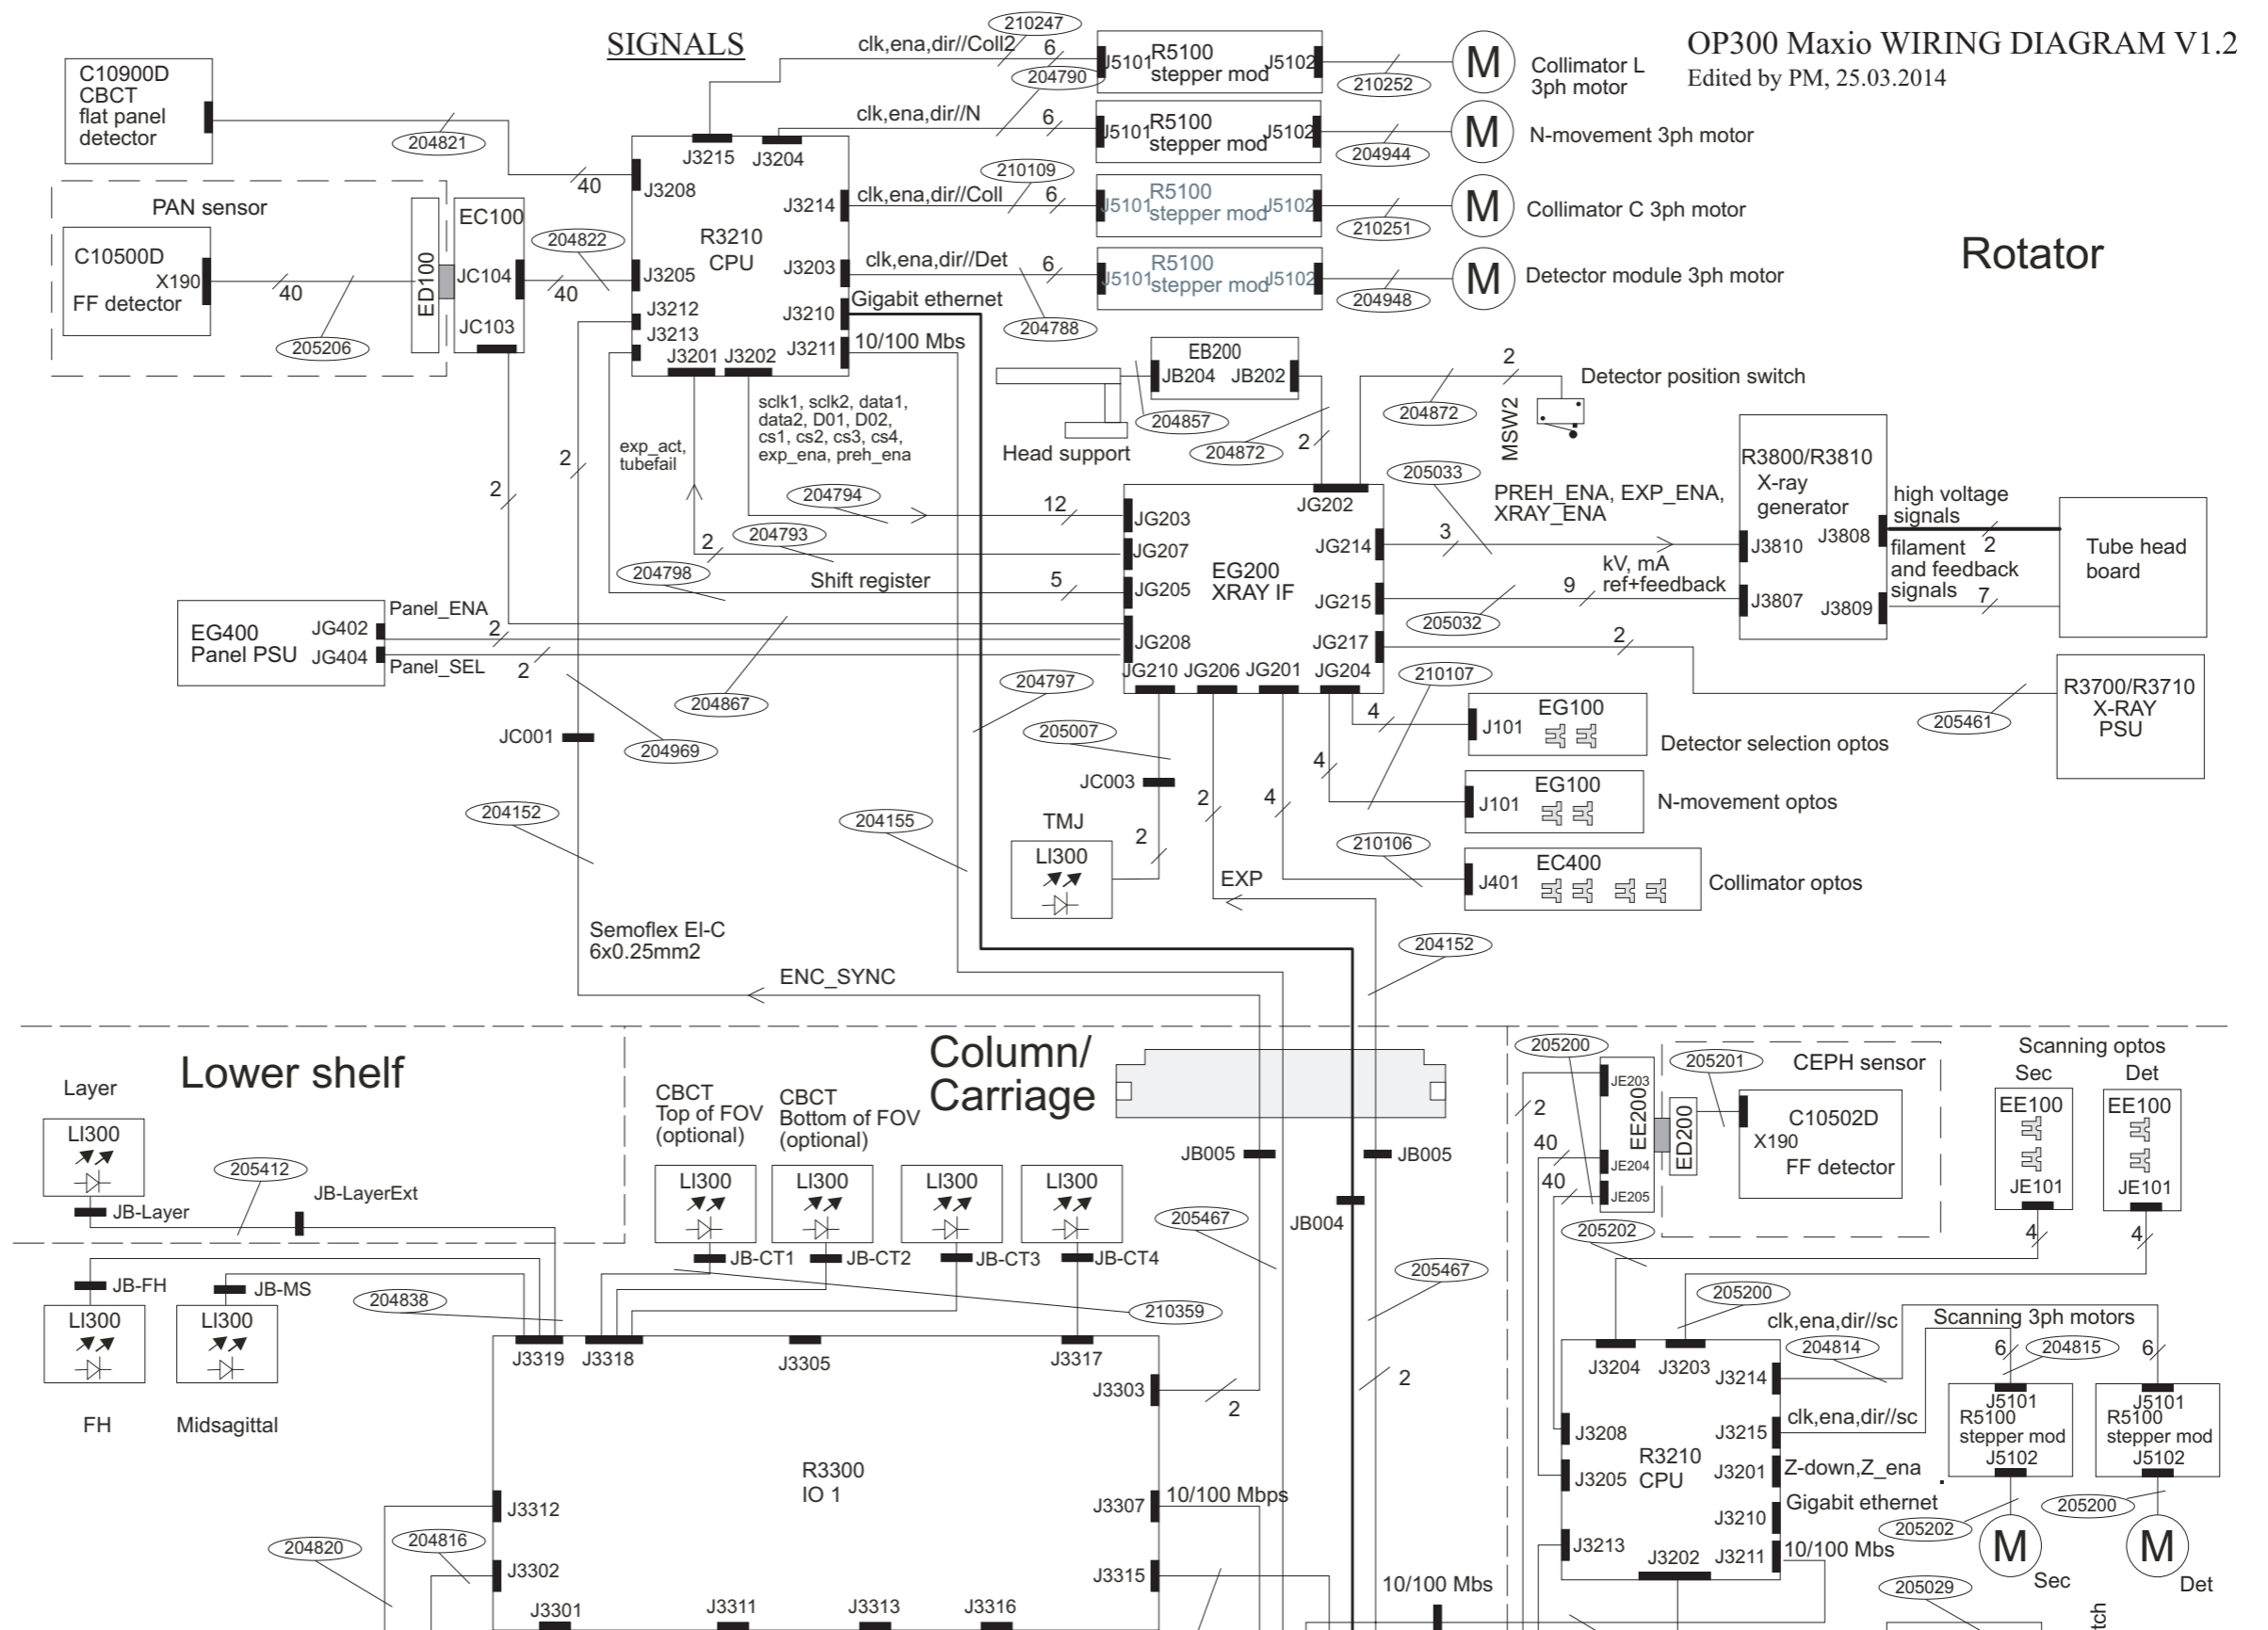 SIGNALS
OP300 Maxio WIRING DIAGRAM V1.2
Edited by PM, 25.03.2014
Rotator
C10900D
CBCT
flat panel
detector
204821
40
PAN sensor
C10500D
X190
FF detector
40
205206
ED100
EC100
JC104
JC103
204822
40
J3215
J3204
J3208
J3214
R3210
CPU
J3205
J3203
J3212
J3213
J3210
J3211
J3201
J3202
clk,ena,dir//Coll2
210247
6
204790
J5101
R5100
stepper mod
J5102
210252
M
Collimator L
3ph motor
clk,ena,dir//N
6
J5101
R5100
stepper mod
J5102
204944
M
N-movement 3ph motor
210109
clk,ena,dir//Coll
6
J5101
R5100
stepper mod
J5102
210251
M
Collimator C 3ph motor
clk,ena,dir//Det
6
204788
J5101
R5100
stepper mod
J5102
204948
M
Detector module 3ph motor
Gigabit ethernet
10/100 Mbs
EB200
JB204
JB202
204857
Head support
204872
2
204872
2
MSW2
Detector position switch
sclk1, sclk2, data1,
data2, D01, D02,
cs1, cs2, cs3, cs4,
exp_ena, preh_ena
exp_act,
tubefail
2
2
204794
12
204793
2
204798
Shift register
5
JG202
JG203
JG207
JG205
JG208
EG200
XRAY IF
JG214
JG215
JG217
JG204
JG210
JG206
JG201
205033
PREH_ENA, EXP_ENA,
XRAY_ENA
3
kV, mA
ref+feedback
9
205032
2
R3800/R3810
X-ray
generator
J3808
J3810
J3807
J3809
high voltage
signals
2
filament
and feedback
signals
7
Tube head
board
R3700/R3710
X-RAY
PSU
205461
EG400
Panel PSU
JG402
JG404
Panel_ENA
2
Panel_SEL
2
204867
204969
204797
JC001
205007
JC003
2
TMJ
LI300
2
4
EXP
210107
4
EG100
J101
Detector selection optos
4
EG100
J101
N-movement optos
210106
EC400
J401
Collimator optos
204152
204155
204152
Semoflex EI-C
6x0.25mm2
ENC_SYNC
Lower shelf
Layer
LI300
JB-Layer
205412
JB-LayerExt
JB-FH
LI300
FH
JB-MS
LI300
Midsagittal
204838
Column/
Carriage
CBCT
Top of FOV
(optional)
CBCT
Bottom of FOV
(optional)
LI300
LI300
LI300
LI300
JB-CT1
JB-CT2
JB-CT3
JB-CT4
210359
JB005
JB005
JB004
205467
205467
2
2
J3319
J3318
J3305
J3317
J3303
R3300
IO 1
J3312
J3302
J3307
J3315
J3301
J3311
J3313
J3316
204820
204816
10/100 Mbps
10/100 Mbs
205200
2
40
40
JE203
JE204
JE205
EE200
ED200
205201
CEPH sensor
C10502D
X190
FF detector
Scanning optos
Sec
Det
EE100
JE101
EE100
JE101
4
4
205202
205200
clk,ena,dir//sc
Scanning 3ph motors
204814
6
204815
6
J3204
J3203
J3214
J3208
J3215
R3210
CPU
J3205
J3201
J3210
J3213
J3202
J3211
clk,ena,dir//sc
Z-down,Z_ena
Gigabit ethernet
10/100 Mbs
J5101
R5100
stepper mod
J5102
J5101
R5100
stepper mod
J5102
205202
205200
M
Sec
M
Det
205029
tch